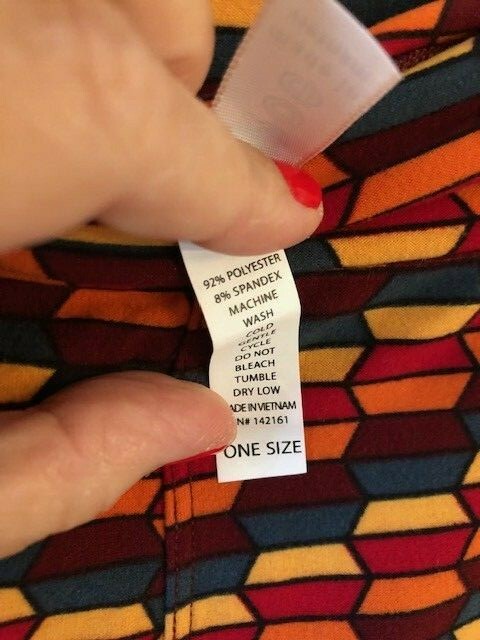 92% POLYESTER
8% SPANDEX
MACHINE
WASH
COLD
GENTLE
CYCLE
DO NOT
BLEACH
TUMBLE
DRY LOW
ADE IN VIETNAM
N# 142161
ONE SIZE